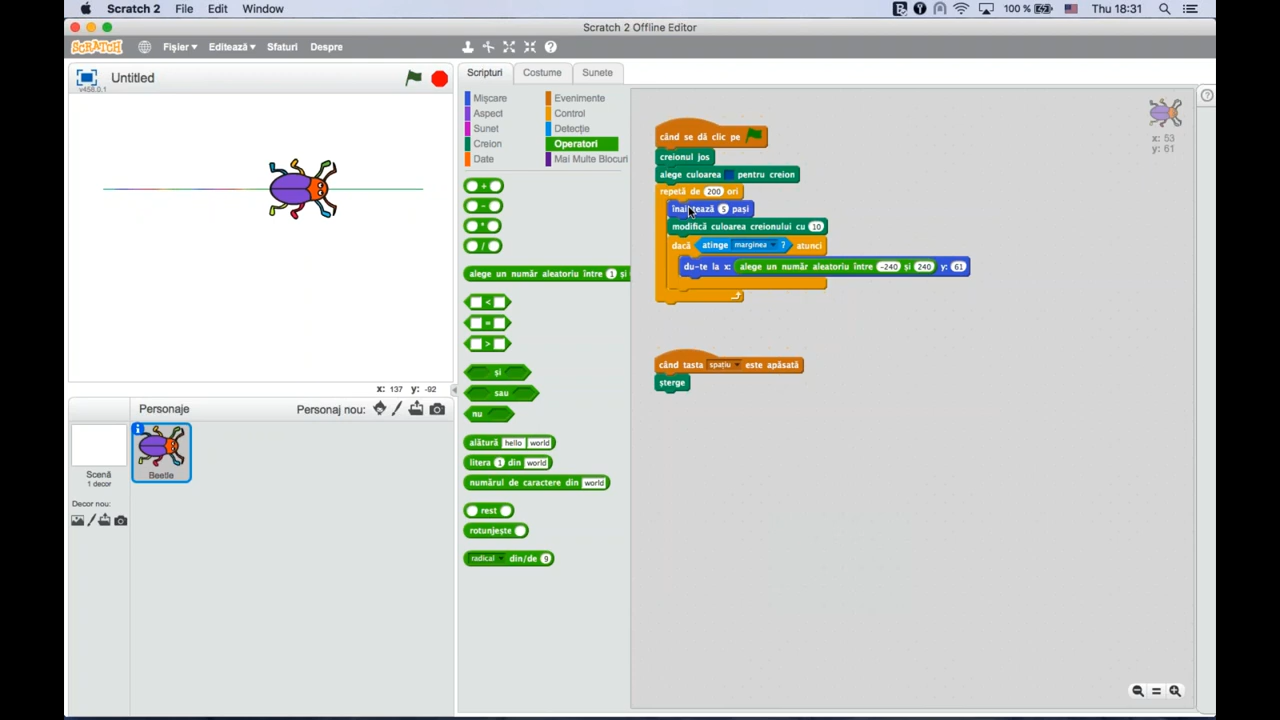 Scratch 2 File Edit Window 100 % Thu 18:31
Scratch 2 Offline Editor
SCRATCH Fișier Editează Sfaturi Despre
Untitled
v458.0.1
x: 137 y: -92
Personaje Personaj nou:
Scenă
1 decor
Decor nou:
Beetle
Scripturi Costume Sunete
Mișcare Evenimente
Aspect Control
Sunet Detecție
Creion Operatori
Date Mai Multe Blocuri
+
-
*
/
alege un număr aleatoriu între 1 și
<
=
>
și
sau
nu
alătură hello world
litera 1 din world
numărul de caractere din world
rest
rotunjește
radical din/de 9
când se dă clic pe
creionul jos
alege culoarea pentru creion
repetă de 200 ori
înaintează 5 pași
modifică culoarea creionului cu 10
dacă atinge marginea ? atunci
du-te la x: alege un număr aleatoriu între -240 și 240 y: 61
când tasta spațiu este apăsată
șterge
x: 53
y: 61